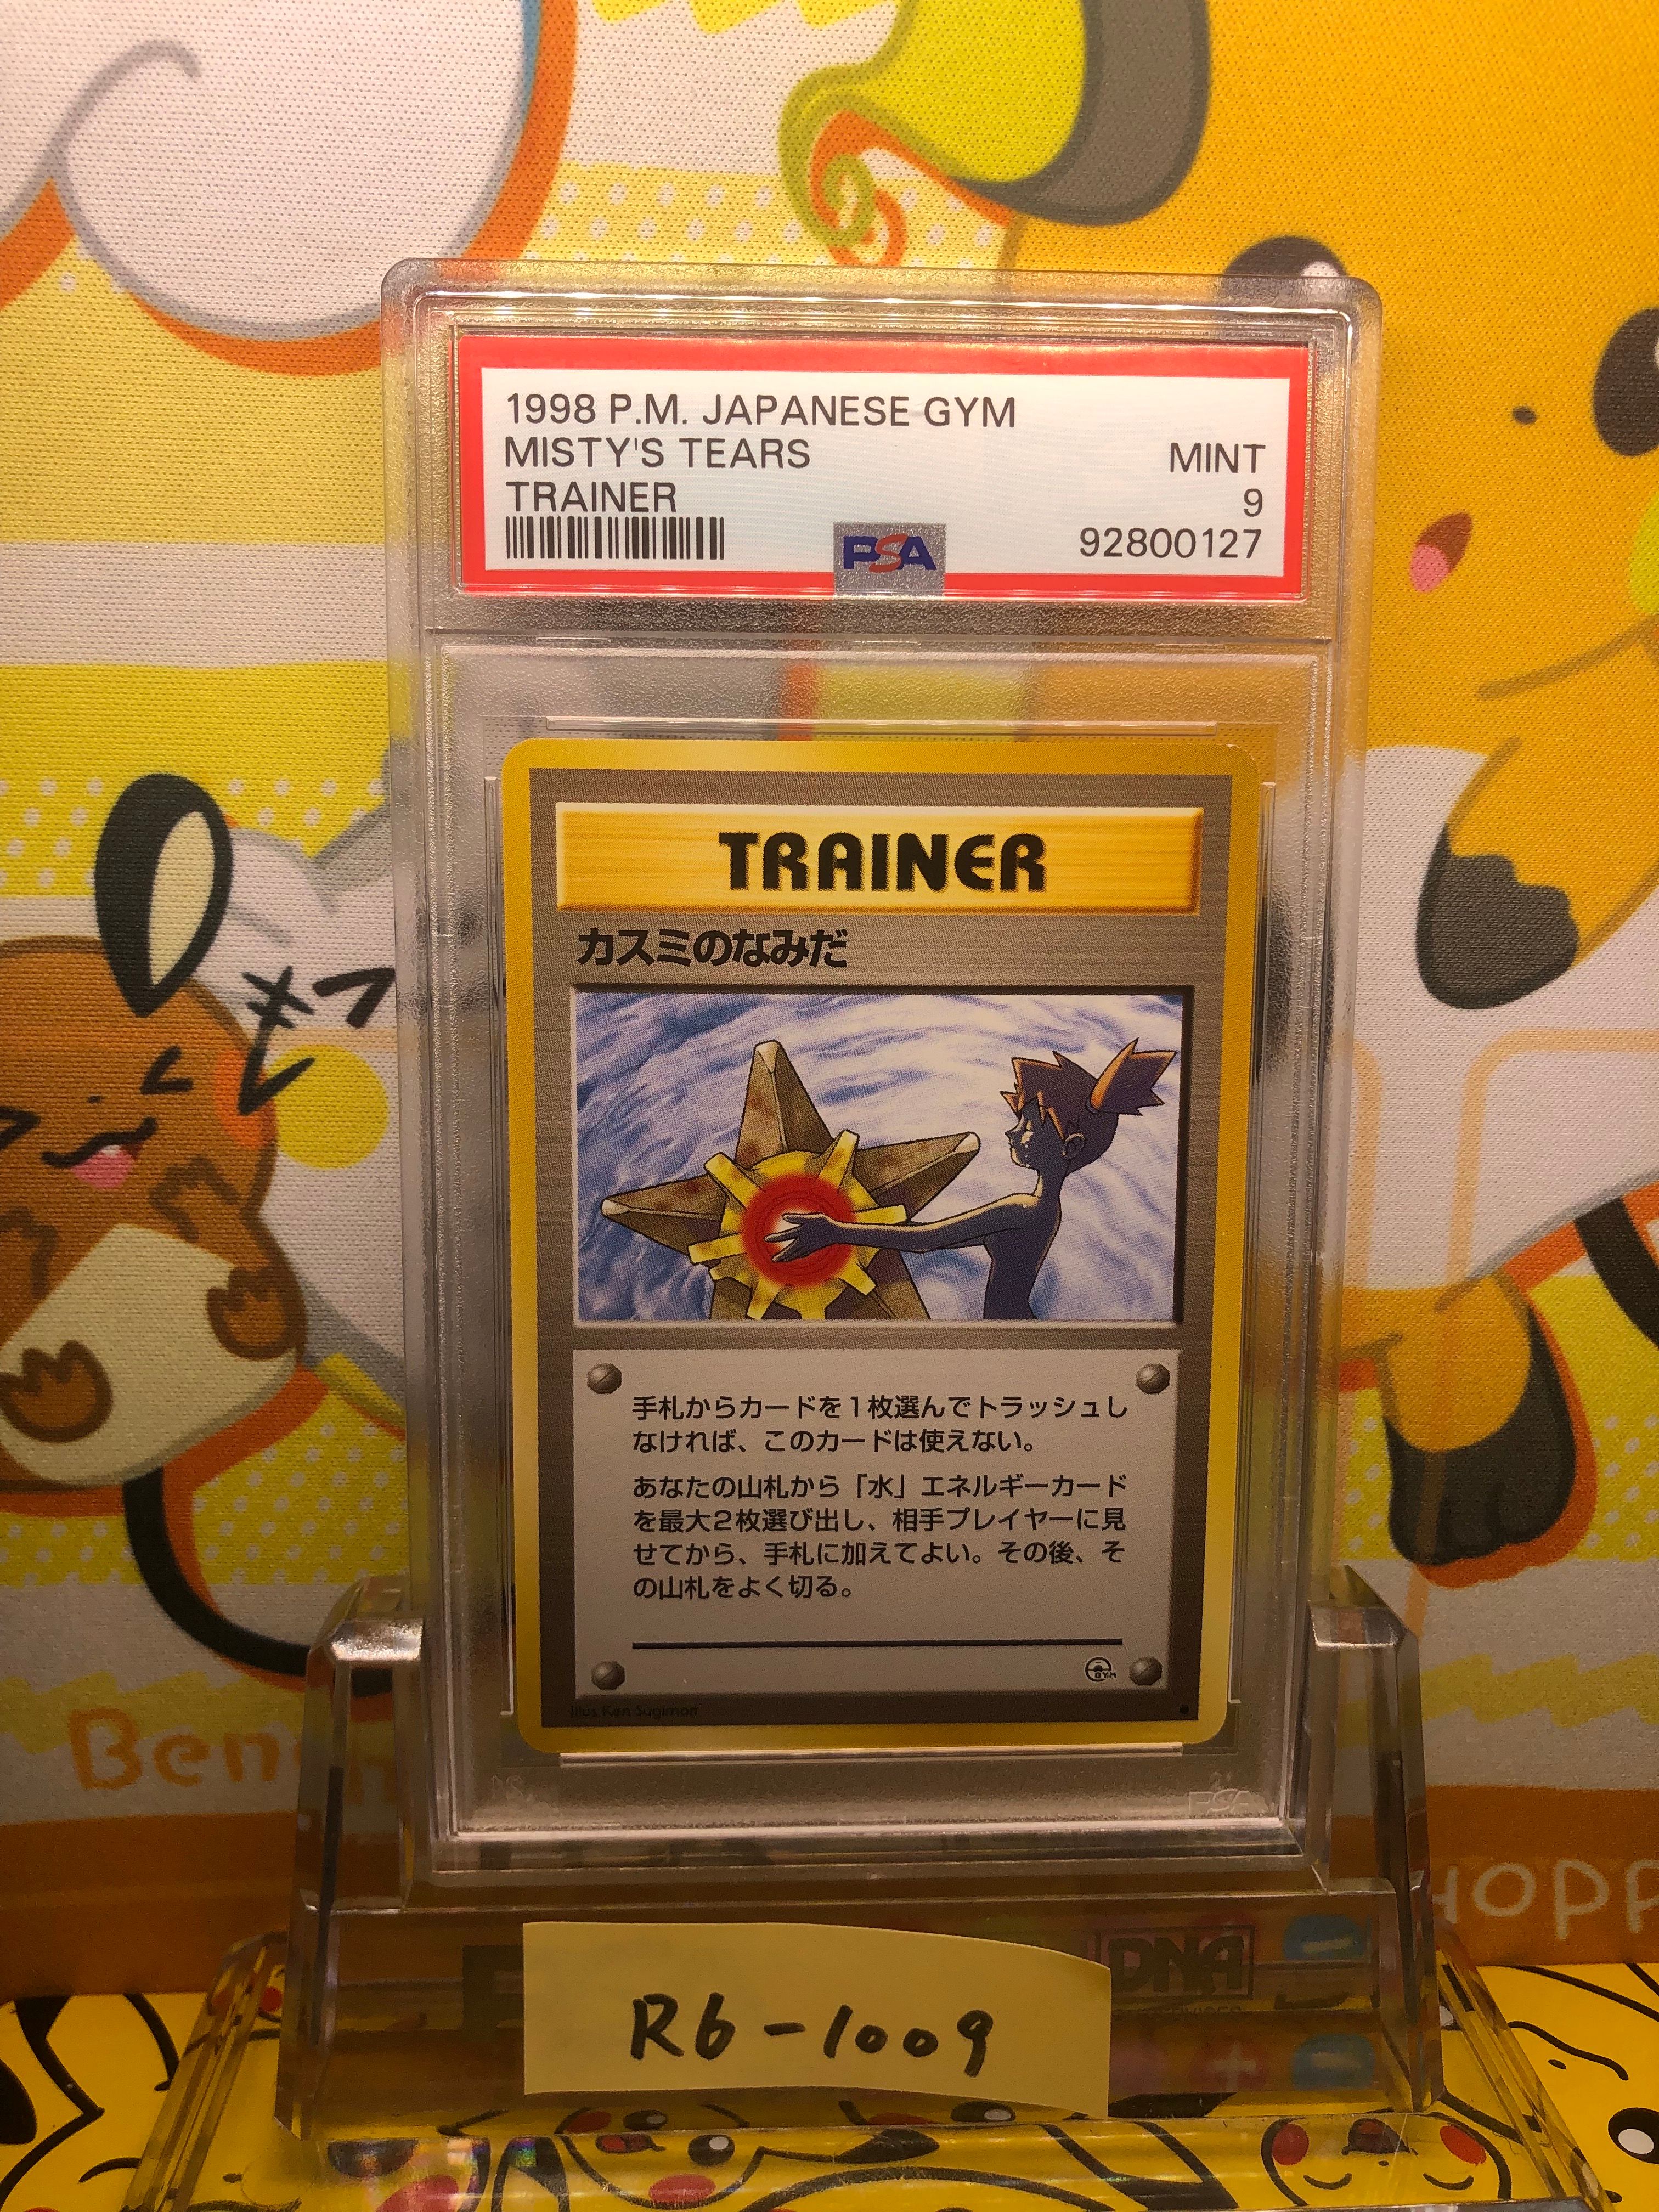 1998 P.M. JAPANESE GYM
MISTY'S TEARS
TRAINER
MINT
9
92800127
PSA
TRAINER
カスミのなみだ
手札からカードを1枚選んでトラッシュし
なければ、このカードは使えない。
あなたの山札から「水」エネルギーカード
を最大2枚選び出し、相手プレイヤーに見
せてから、手札に加えてよい。その後、そ
の山札をよく切る。
GYM
Illus. Ken Sugimori
PSA
DNA
R6-1009